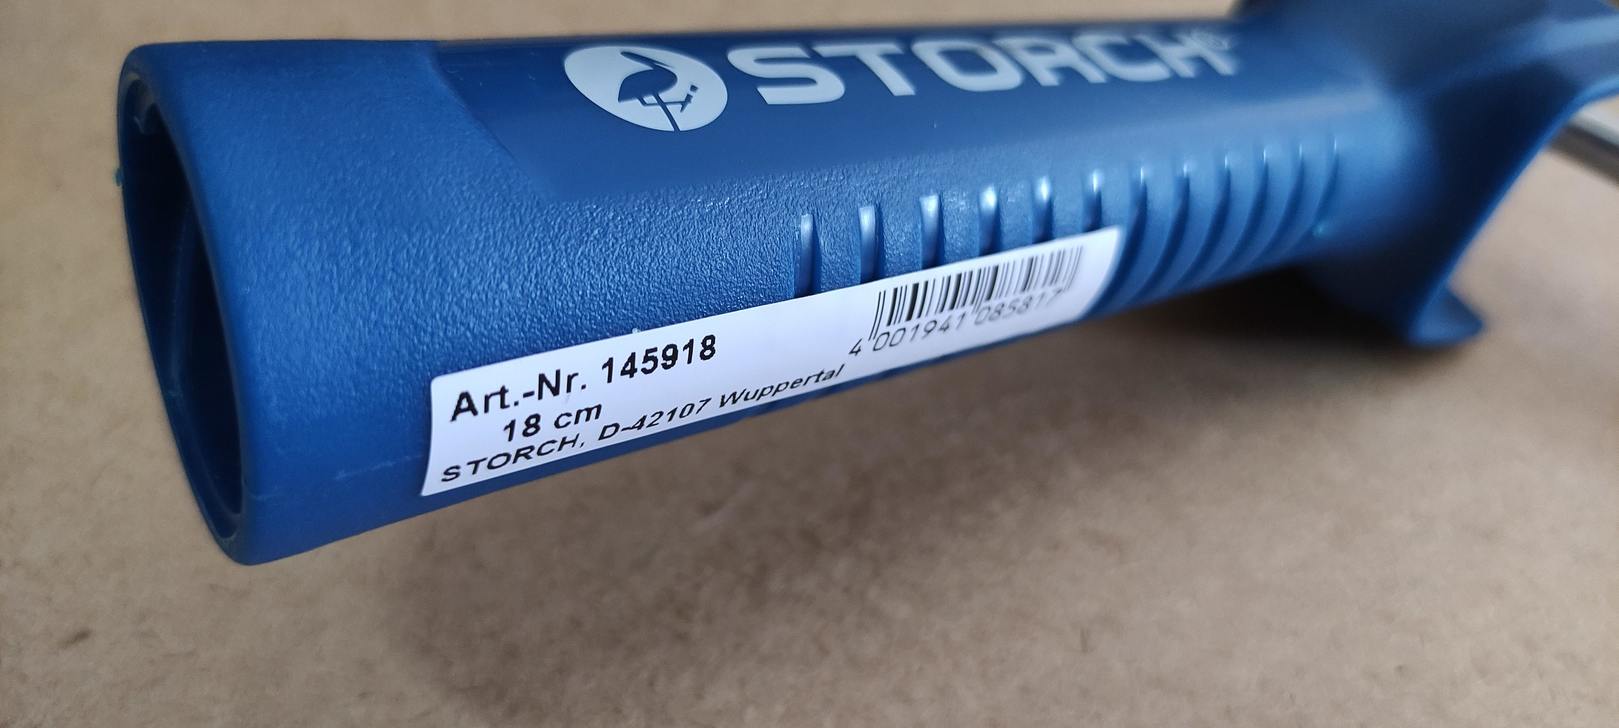 STORCH®
Art.-Nr. 145918
18 cm
STORCH, D-42107 Wuppertal
4 001941 085817